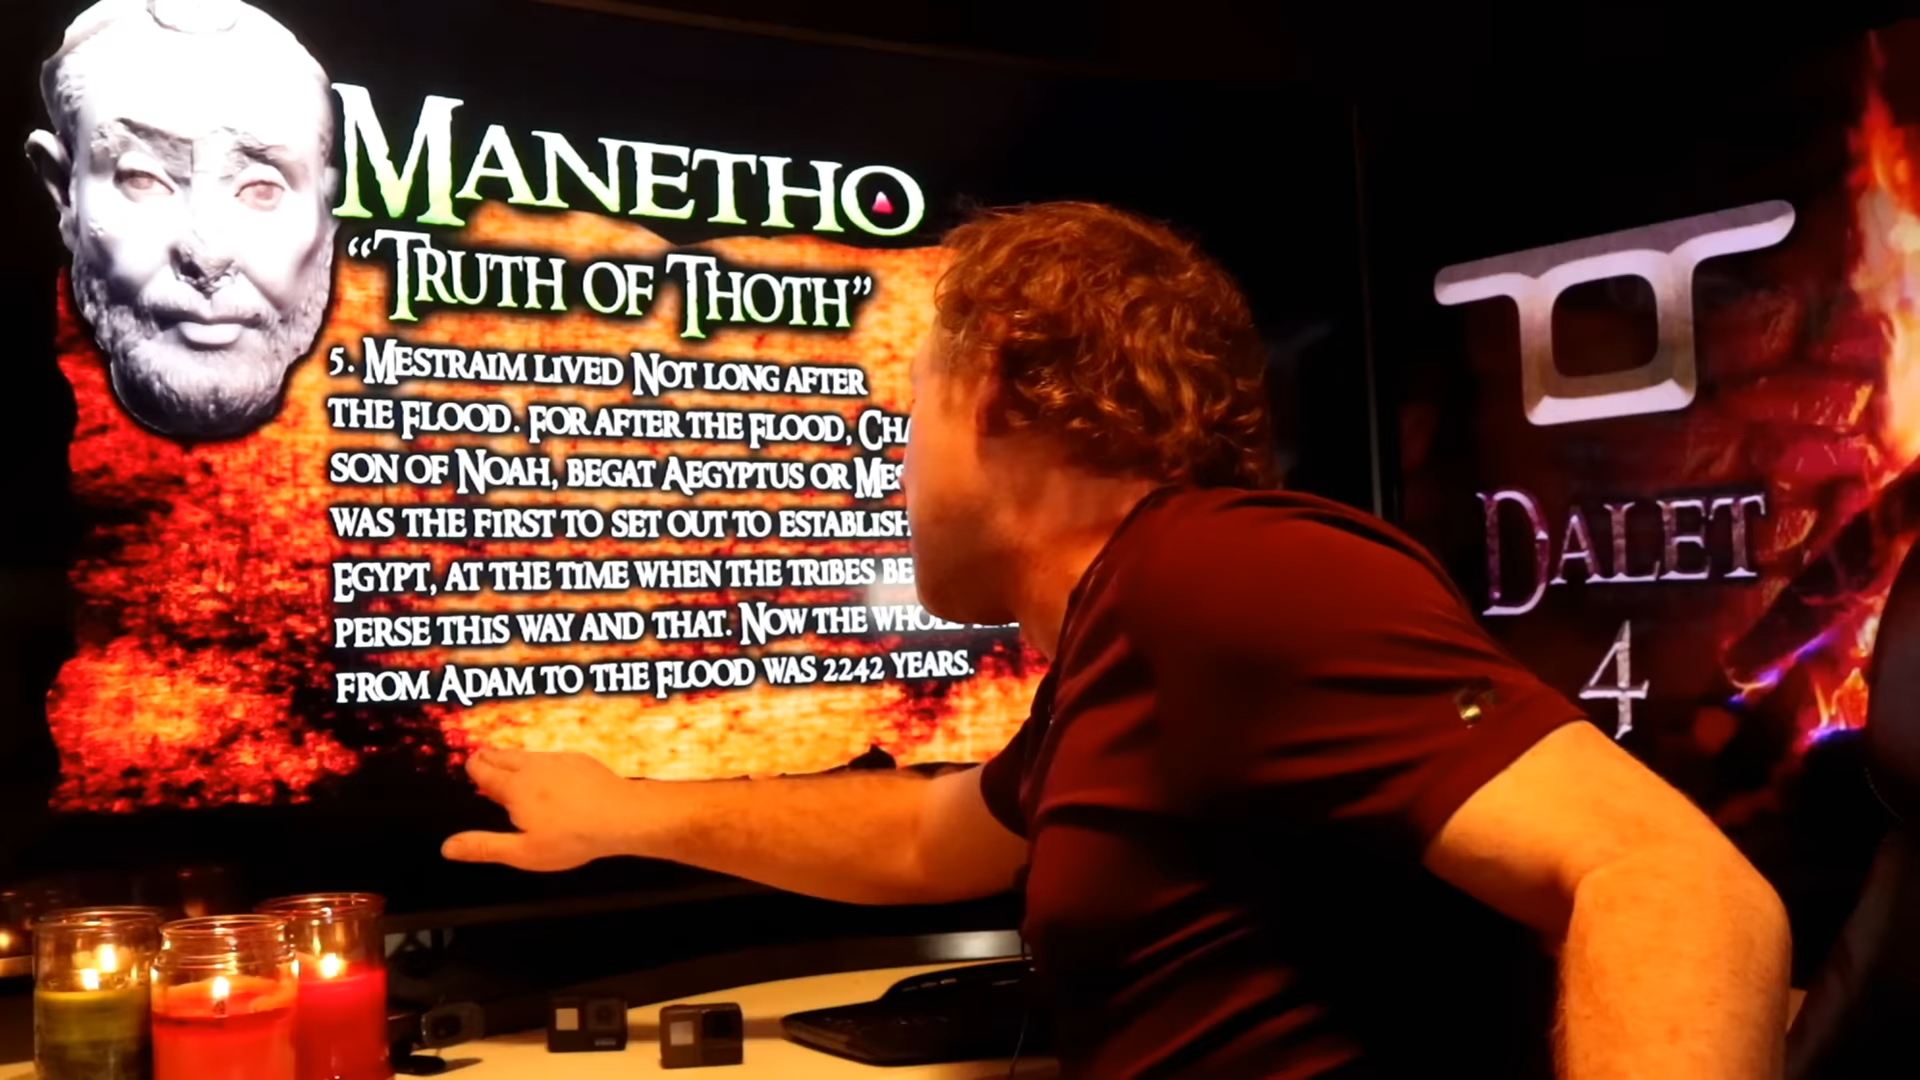 MANETHO
"TRUTH OF THOTH"
5. MESTRAIM LIVED NOT LONG AFTER
THE FLOOD. FOR AFTER THE FLOOD,
SON OF NOAH, BEGAT AEGYPTUS OR
WAS THE FIRST TO SET OUT TO ESTABLISH
EGYPT, AT THE TIME WHEN THE TRIBES
PERSE THIS WAY AND THAT. NOW THE WHOLE
FROM ADAM TO THE FLOOD WAS 2242 YEARS.
DALET
4